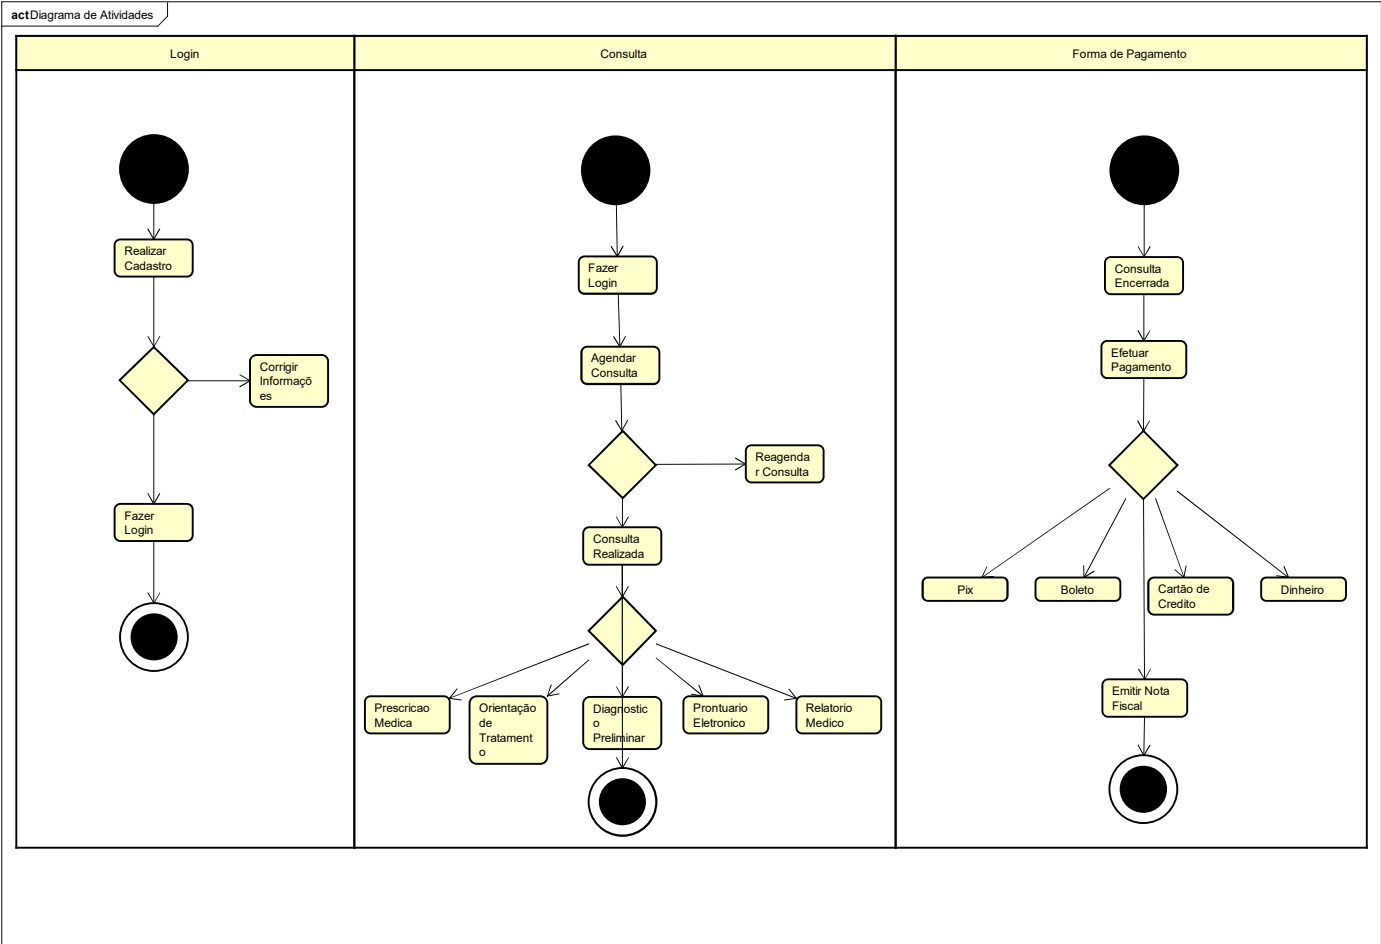 act Diagrama de Atividades
Login
Consulta
Forma de Pagamento
Realizar
Cadastro
Corrigir
Informaçõ
es
Fazer
Login
Fazer
Login
Agendar
Consulta
Reagenda
r Consulta
Consulta
Realizada
Prescricao
Medica
Orientação
de
Tratament
o
Diagnostic
o
Preliminar
Prontuario
Eletronico
Relatorio
Medico
Consulta
Encerrada
Efetuar
Pagamento
Pix
Boleto
Cartão de
Credito
Dinheiro
Emitir Nota
Fiscal